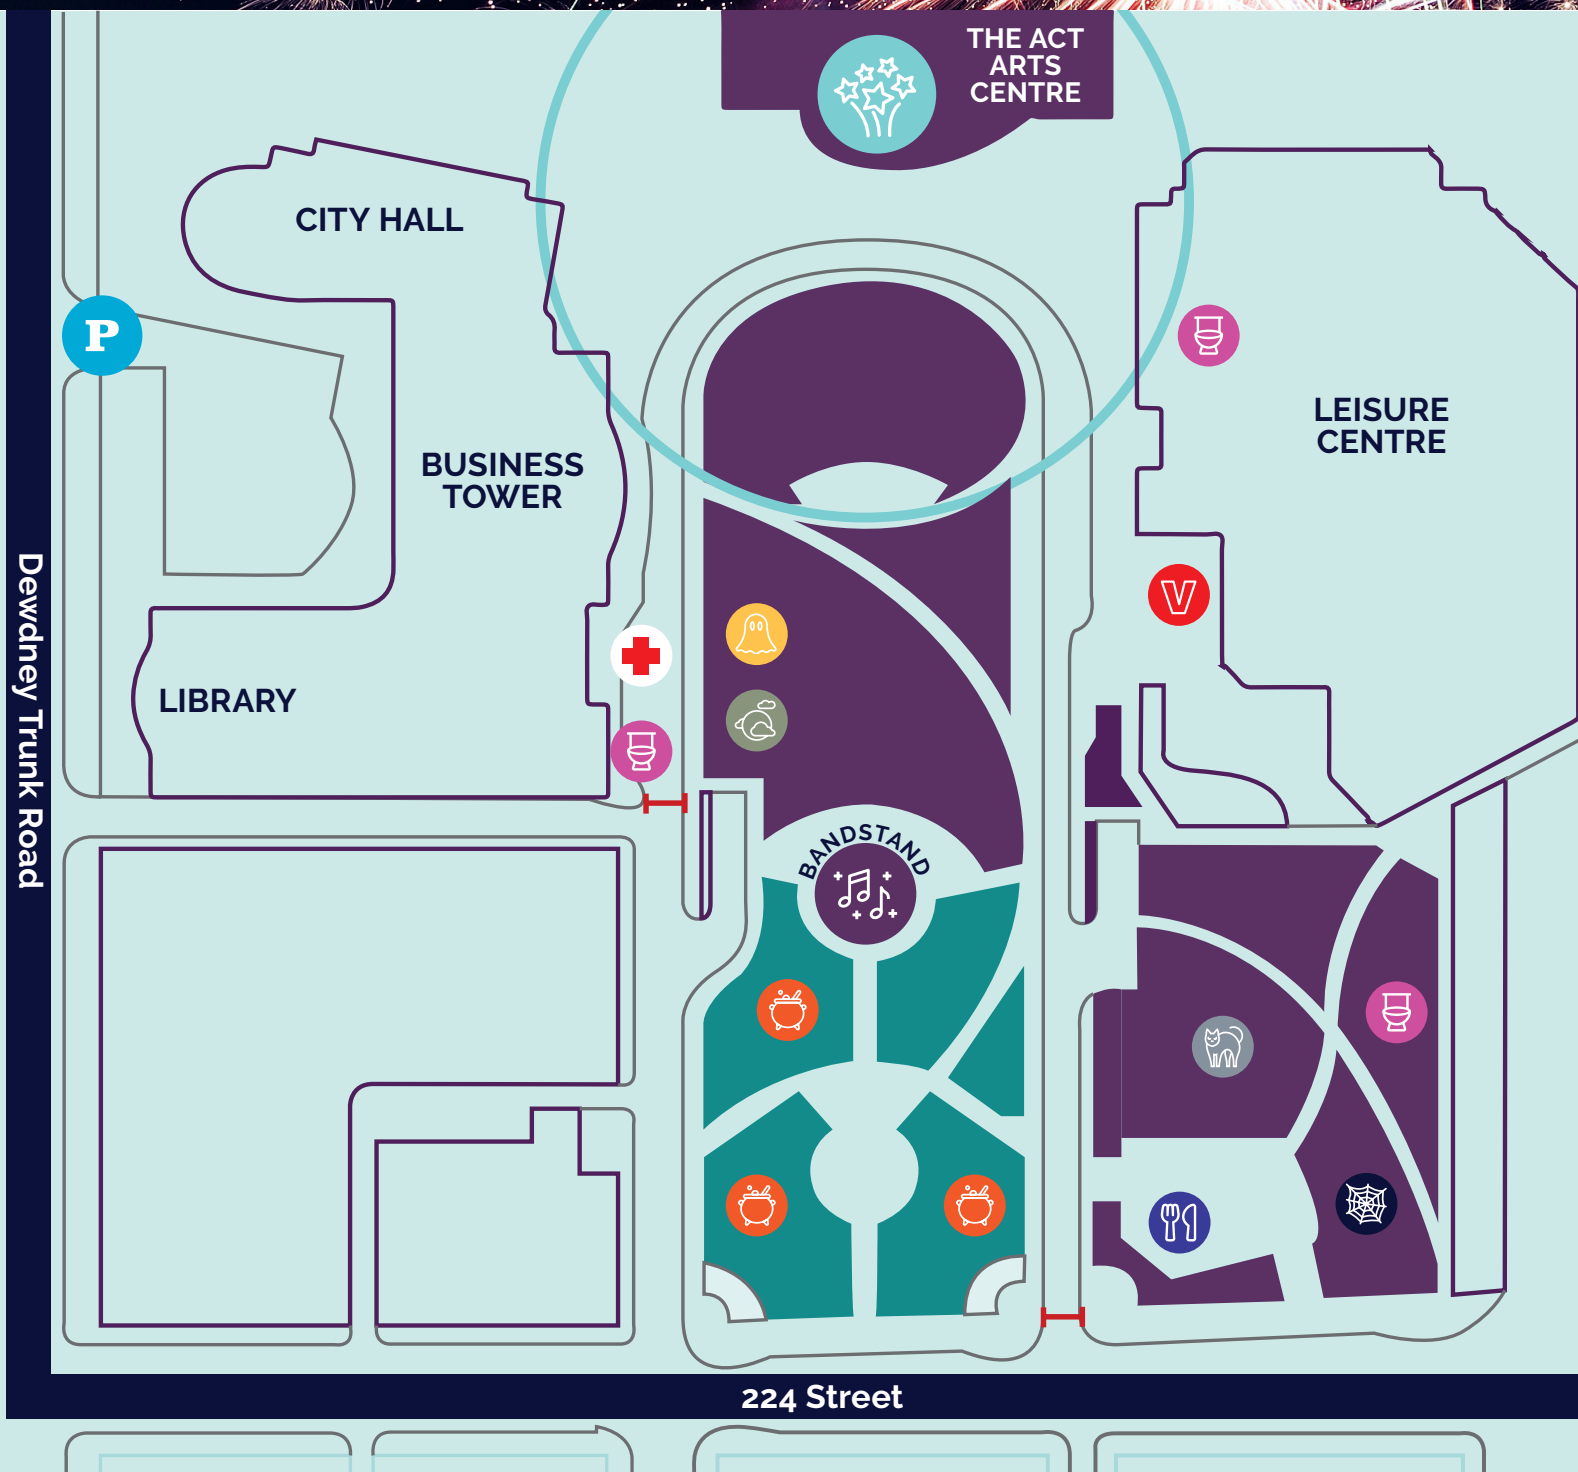 THE ACT
ARTS
CENTRE
CITY HALL
P
LEISURE
CENTRE
BUSINESS
TOWER
V
LIBRARY
Dewdney Trunk Road
BANDSTAND
224 Street